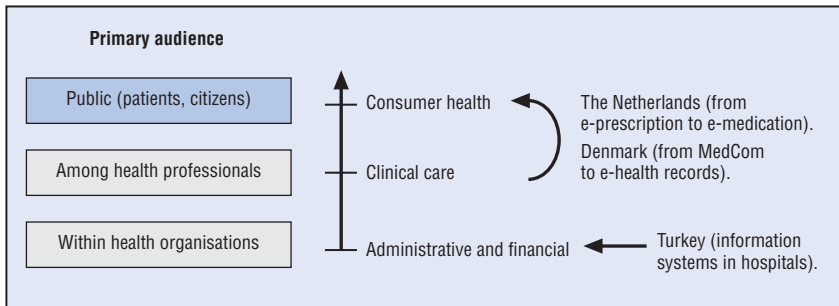 Primary audience
Public (patients, citizens)
Consumer health
The Netherlands (from
e-prescription to e-medication).
Denmark (from MedCom
to e-health records).
Among health professionals
Clinical care
Within health organisations
Administrative and financial
Turkey (information
systems in hospitals).